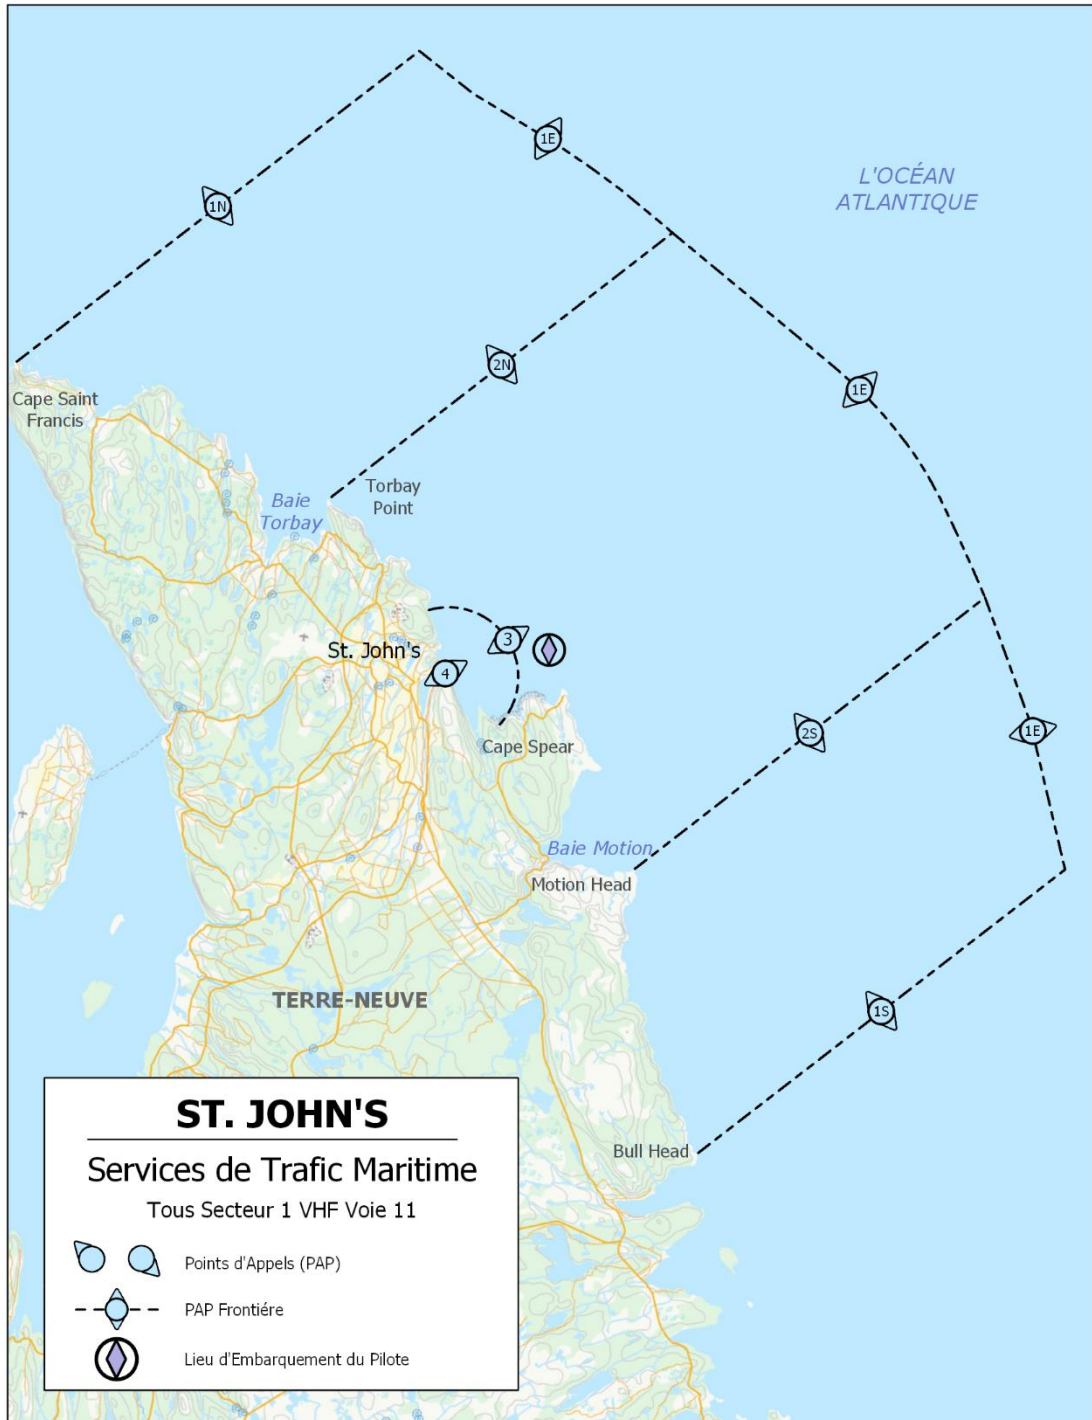 1E
L'OCÉAN
ATLANTIQUE
1N
2N
1E
Cape Saint
Francis
Torbay
Point
Baie
Torbay
3
St. John's
4
2S
1E
Cape Spear
Baie Motion
Motion Head
TERRE-NEUVE
1S
Bull Head
ST. JOHN'S
Services de Trafic Maritime
Tous Secteur 1 VHF Voie 11
Points d'Appels (PAP)
PAP Frontiére
Lieu d'Embarquement du Pilote